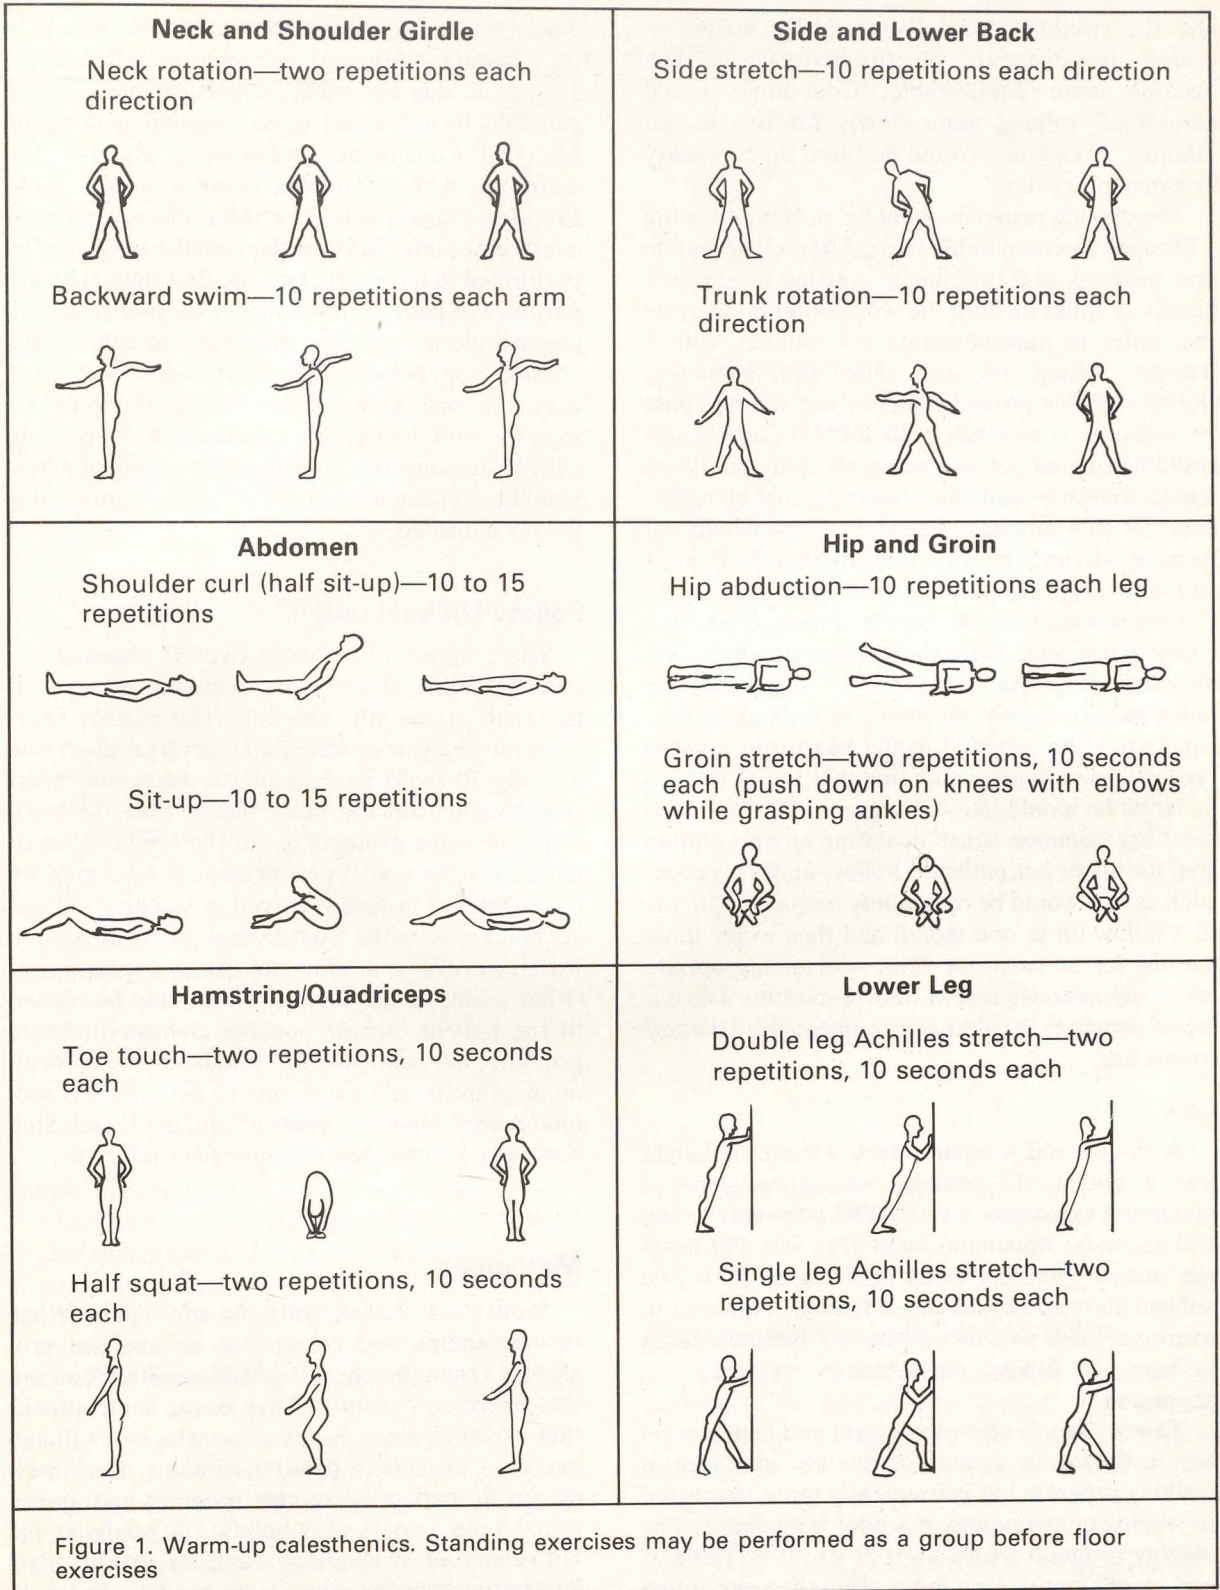 Neck and Shoulder Girdle
Neck rotation—two repetitions each
direction
Backward swim—10 repetitions each arm
Side and Lower Back
Side stretch—10 repetitions each direction
Trunk rotation—10 repetitions each
direction
Abdomen
Shoulder curl (half sit-up)—10 to 15
repetitions
Sit-up—10 to 15 repetitions
Hip and Groin
Hip abduction—10 repetitions each leg
Groin stretch—two repetitions, 10 seconds
each (push down on knees with elbows
while grasping ankles)
Hamstring/Quadriceps
Toe touch—two repetitions, 10 seconds
each
Half squat—two repetitions, 10 seconds
each
Lower Leg
Double leg Achilles stretch—two
repetitions, 10 seconds each
Single leg Achilles stretch—two
repetitions, 10 seconds each
Figure 1. Warm-up calesthenics. Standing exercises may be performed as a group before floor
exercises